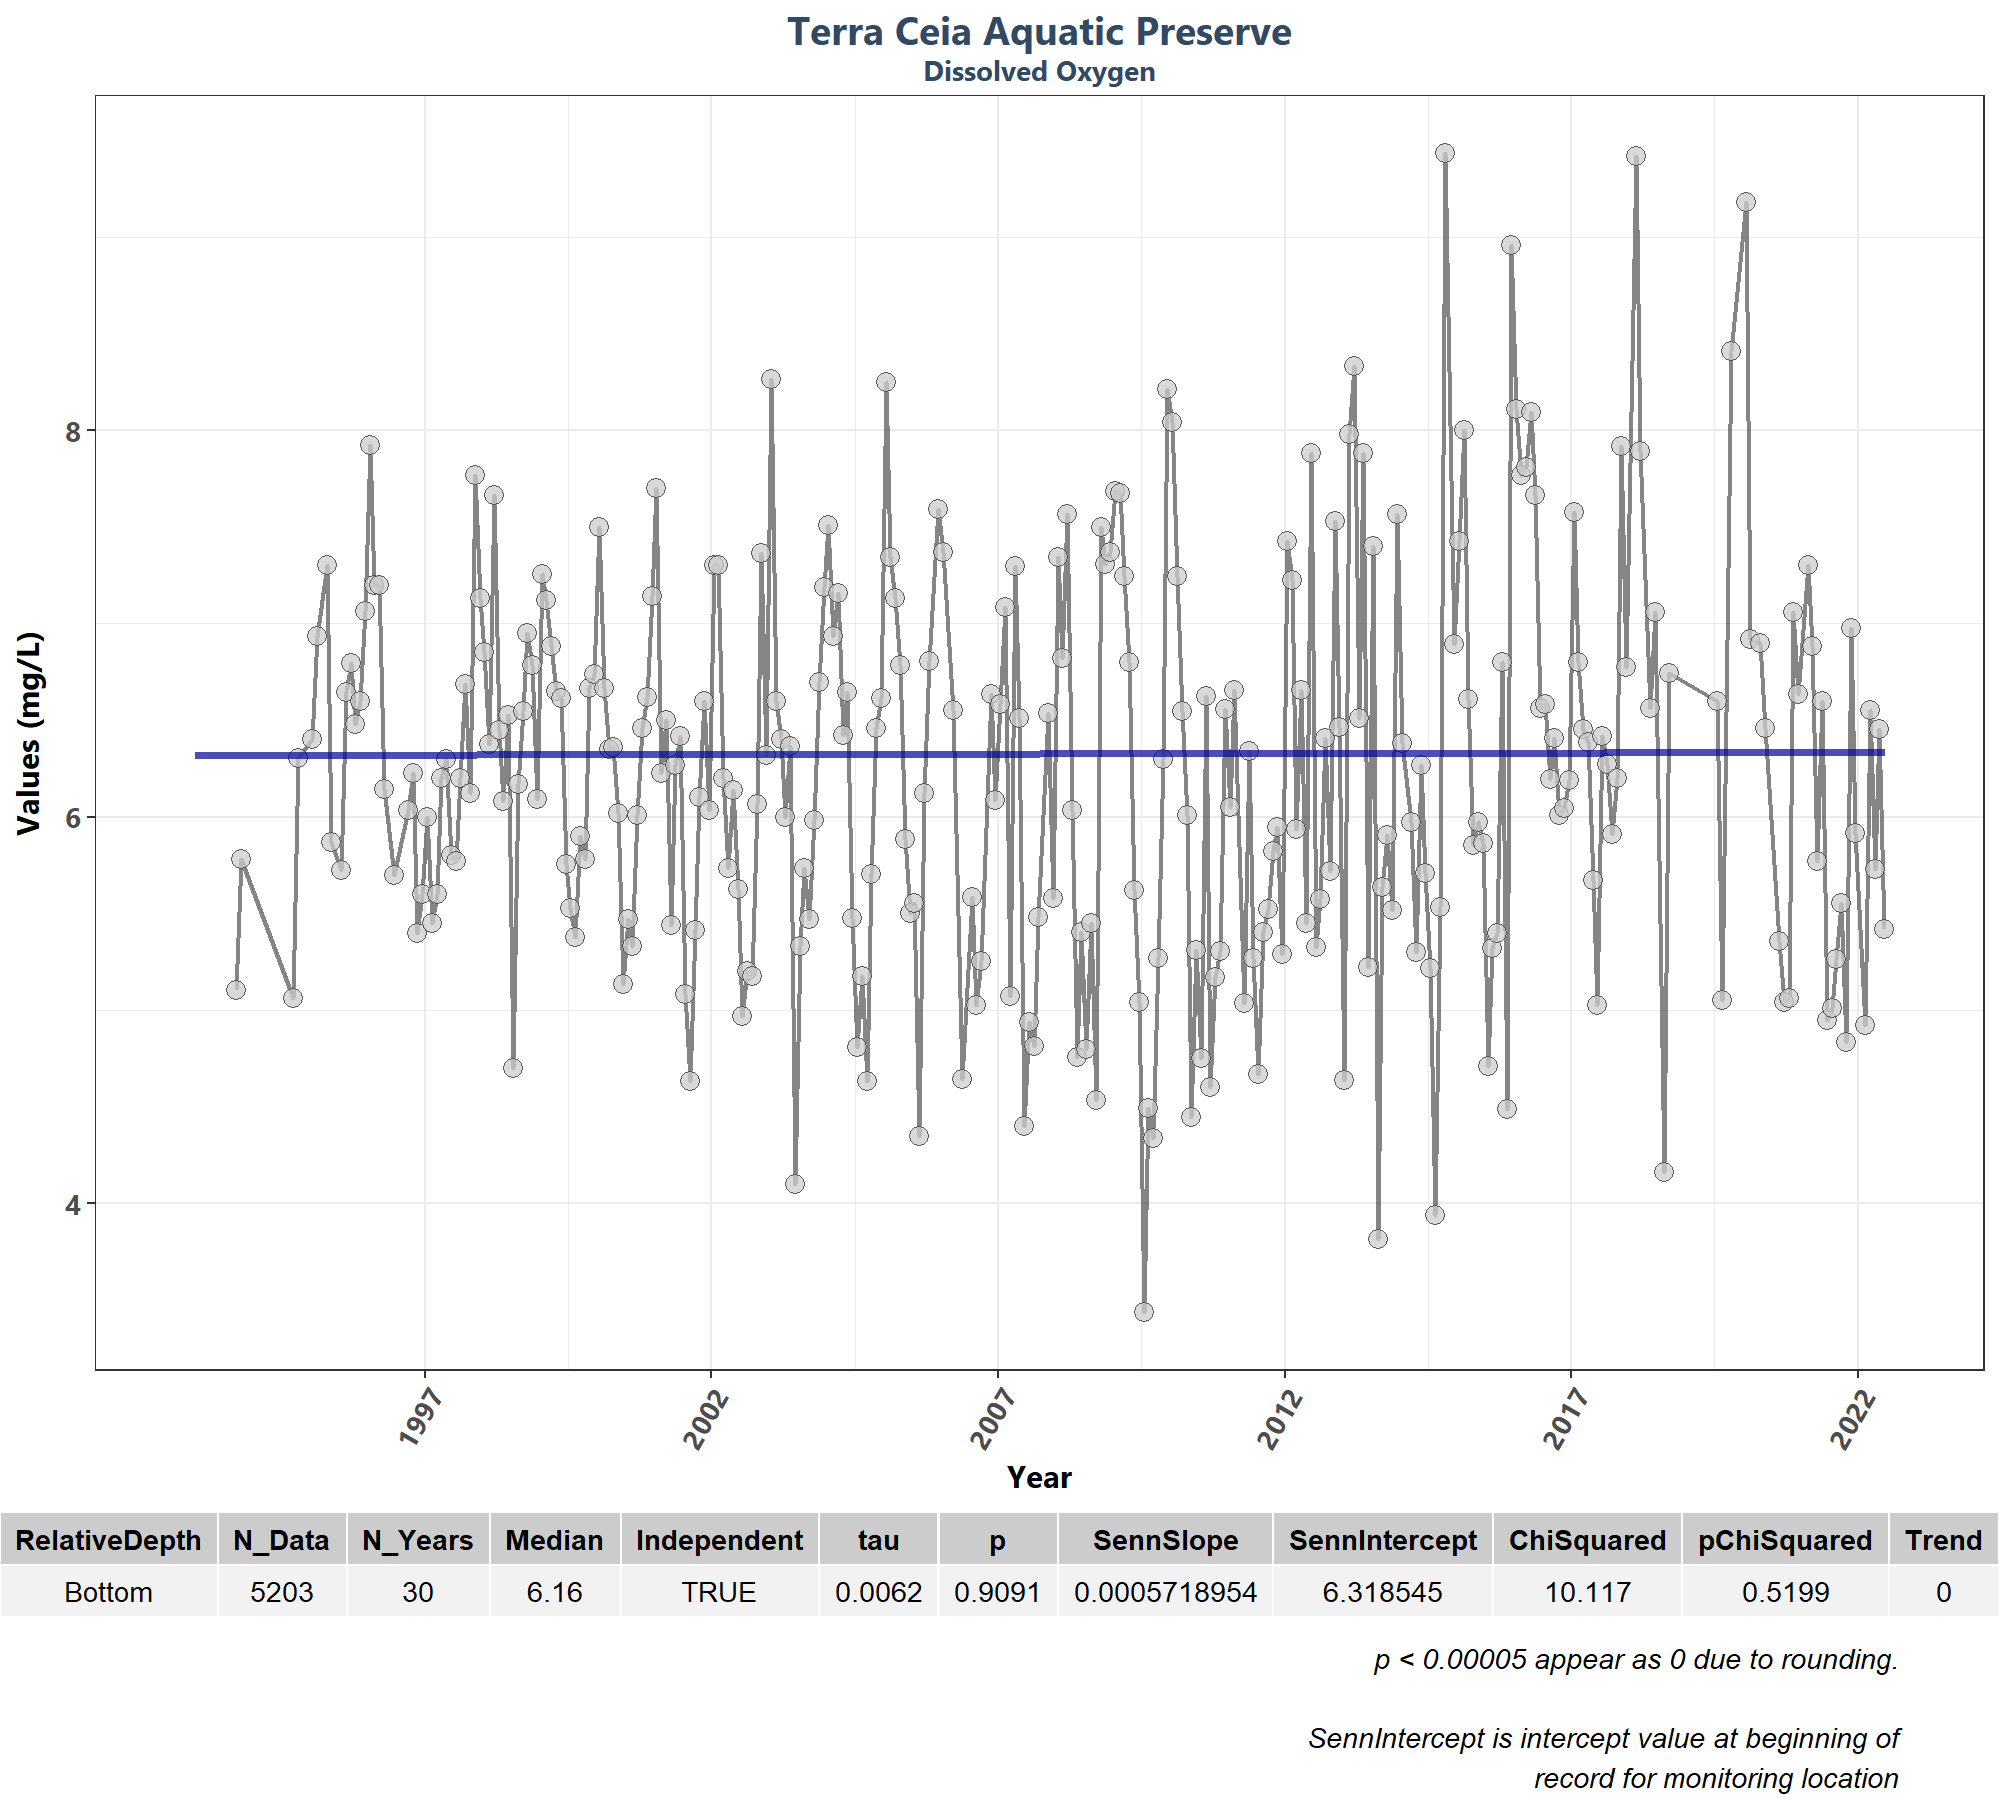 Terra Ceia Aquatic Preserve
Dissolved Oxygen
Values (mg/L)
8
6
4
1997 2002 2007 2012 2017 2022
Year
RelativeDepth N_Data N_Years Median Independent tau p SennSlope SennIntercept ChiSquared pChiSquared Trend
Bottom 5203 30 6.16 TRUE 0.0062 0.9091 0.0005718954 6.318545 10.117 0.5199 0
p < 0.00005 appear as 0 due to rounding.
SennIntercept is intercept value at beginning of
record for monitoring location